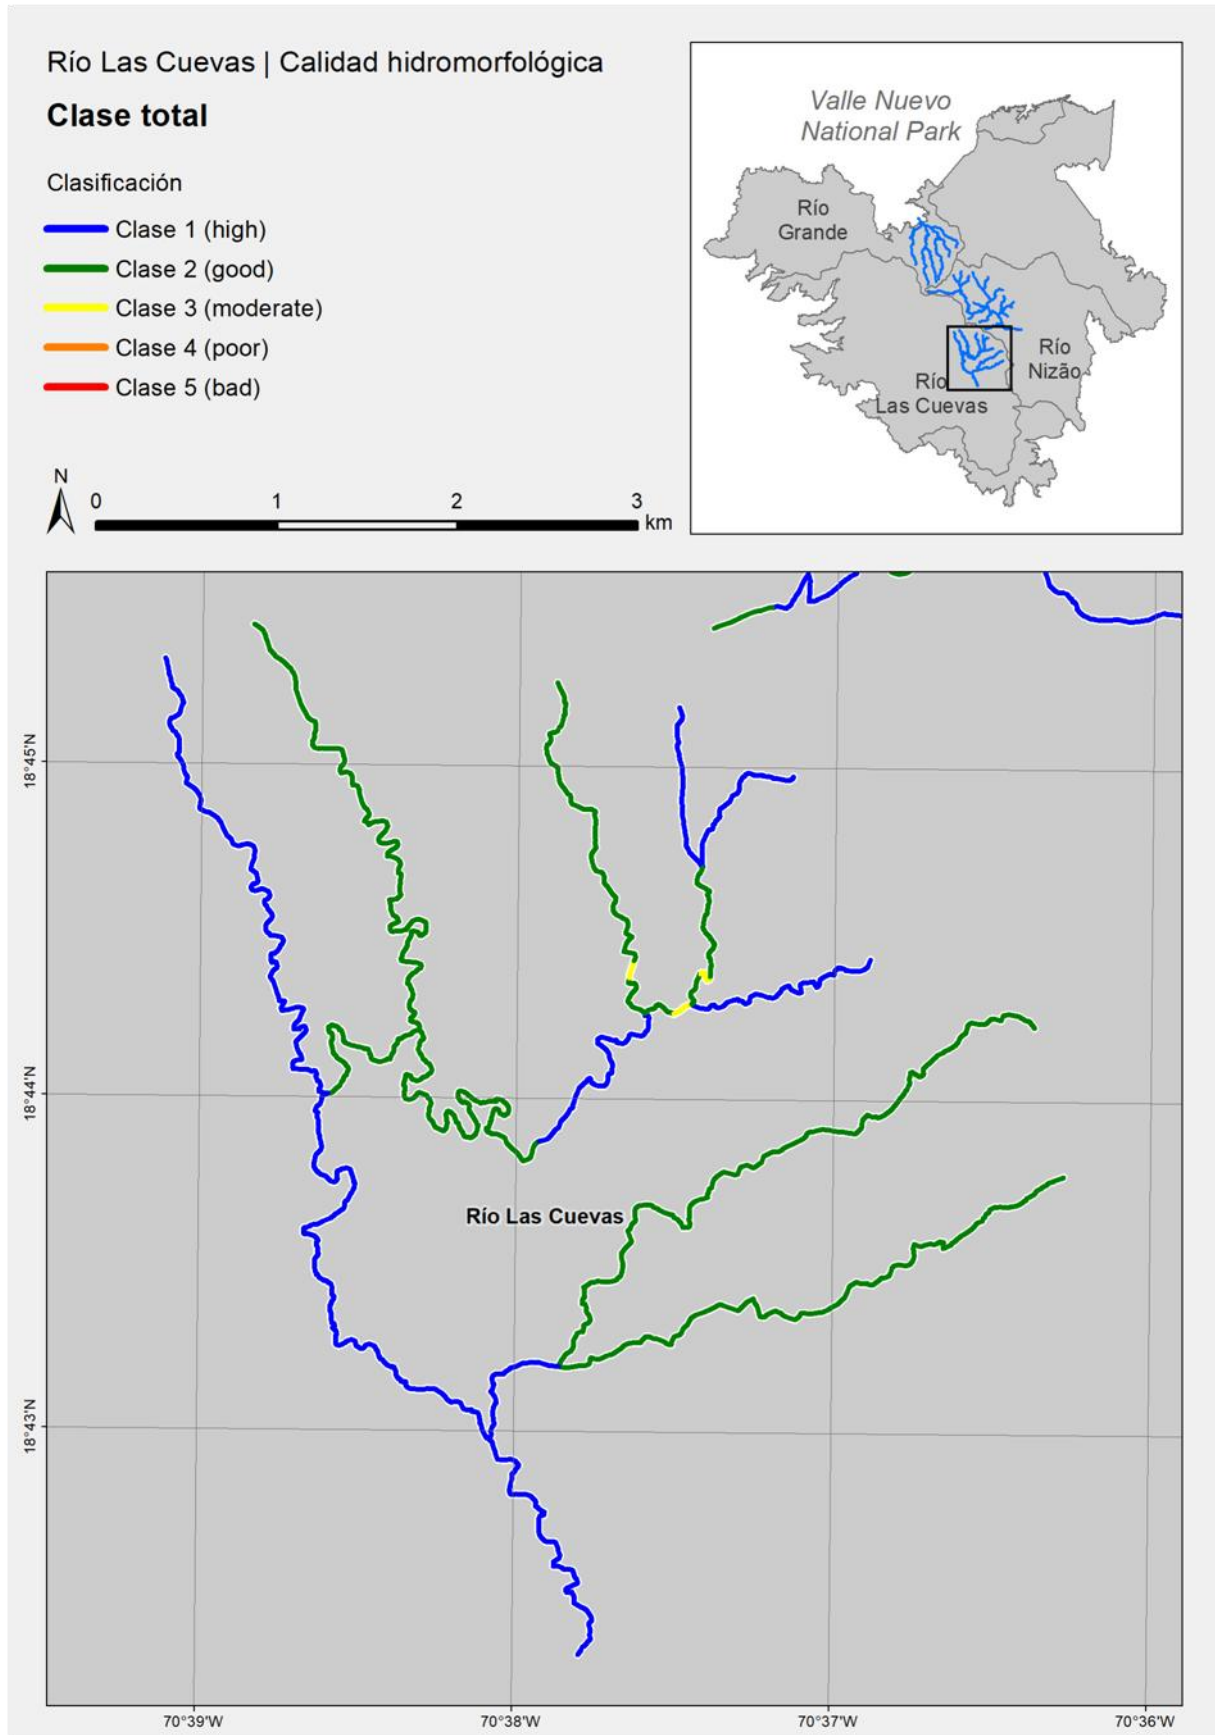 Río Las Cuevas | Calidad hidromorfológica
Clase total
Clasificación
Clase 1 (high)
Clase 2 (good)
Clase 3 (moderate)
Clase 4 (poor)
Clase 5 (bad)
N
0 1 2 3
km
Valle Nuevo
National Park
Río
Grande
Río
Nizão
Río
Las Cuevas
18°45'N
18°44'N
Río Las Cuevas
18°43'N
70°39'W 70°38'W 70°37'W 70°36'W